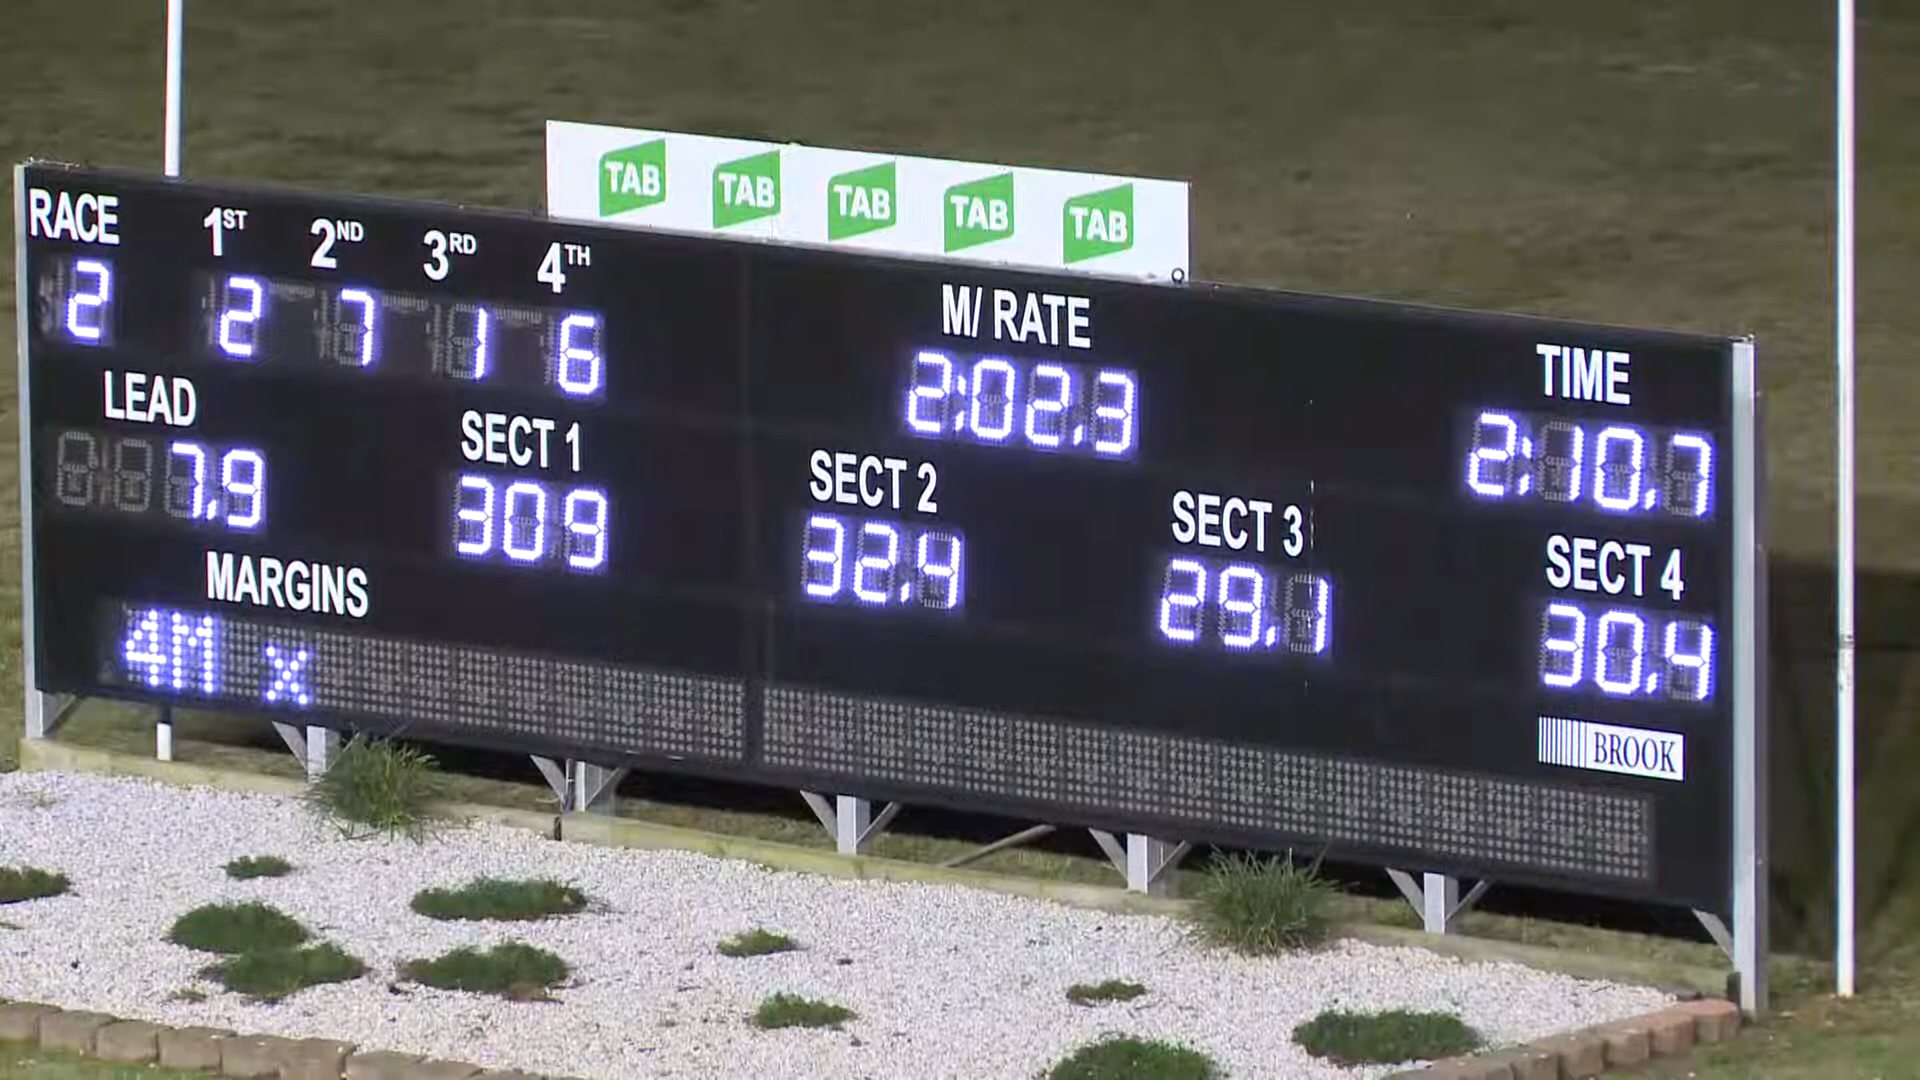 TAB TAB TAB TAB TAB
RACE 1ST 2ND 3RD 4TH
2 2 7 1 6
M/ RATE
2:02.3
TIME
2:10.7
LEAD
7.9
SECT 1
309
SECT 2
32.4
SECT 3
29.1
SECT 4
30.4
MARGINS
4M x
BROOK